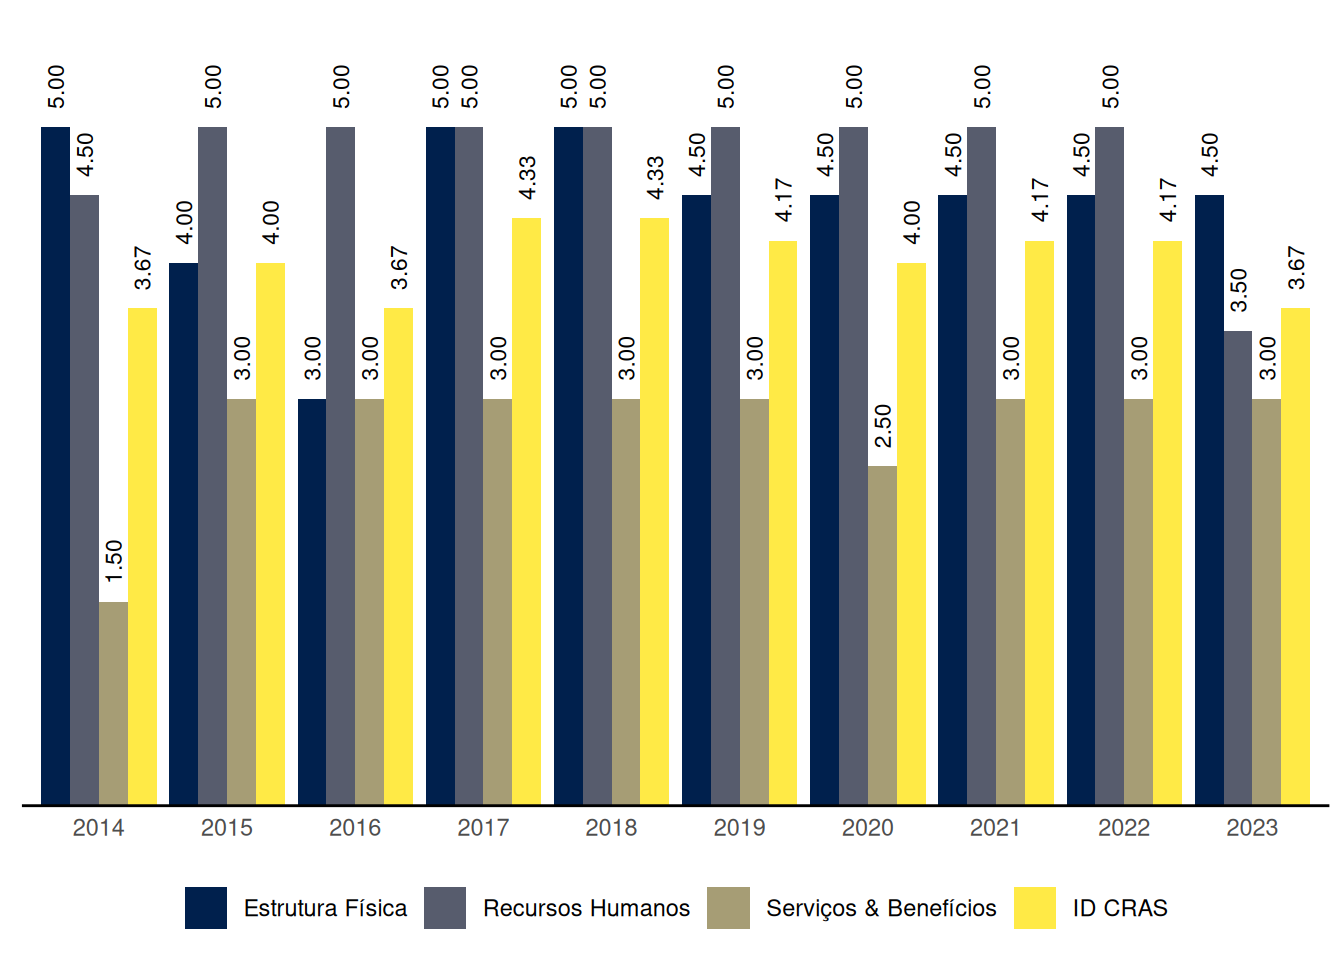 5.00 4.50 1.50 3.67
4.00 5.00 3.00 4.00
3.00 5.00 3.00 3.67
5.00 5.00 3.00 4.33
5.00 5.00 3.00 4.33
4.50 5.00 3.00 4.17
4.50 5.00 2.50 4.00
4.50 5.00 3.00 4.17
4.50 5.00 3.00 4.17
4.50 3.50 3.00 3.67
2014 2015 2016 2017 2018 2019 2020 2021 2022 2023
Estrutura Física Recursos Humanos Serviços & Benefícios ID CRAS